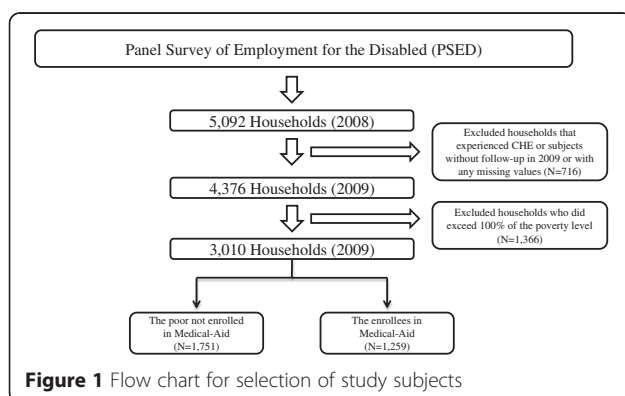 Panel Survey of Employment for the Disabled (PSED)
5,092 Households (2008)
Excluded households that
experienced CHE or subjects
without follow-up in 2009 or with
any missing values (N=716)
4,376 Households (2009)
Excluded households who did
exceed 100% of the poverty level
(N=1,366)
3,010 Households (2009)
The poor not enrolled
in Medical-Aid
(N=1,751)
The enrollees in
Medical-Aid
(N=1,259)
Figure 1 Flow chart for selection of study subjects